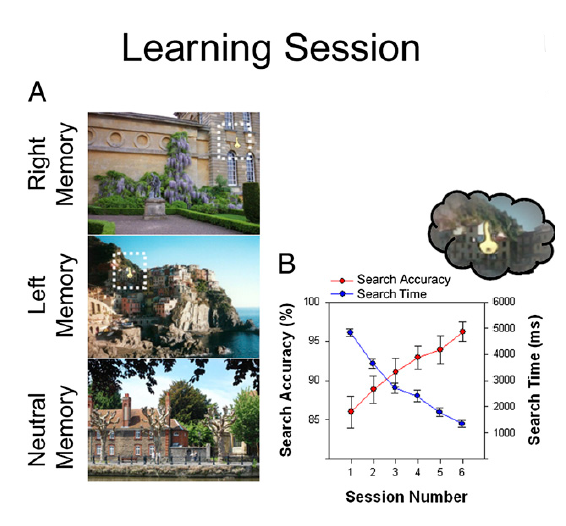 Learning Session
A
Right
Memory
Left
Memory
Neutral
Memory
B
Search Accuracy
Search Time
Search Accuracy (%)
100
95
90
85
6000
5000
4000
3000
2000
1000
Search Time (ms)
1 2 3 4 5 6
Session Number